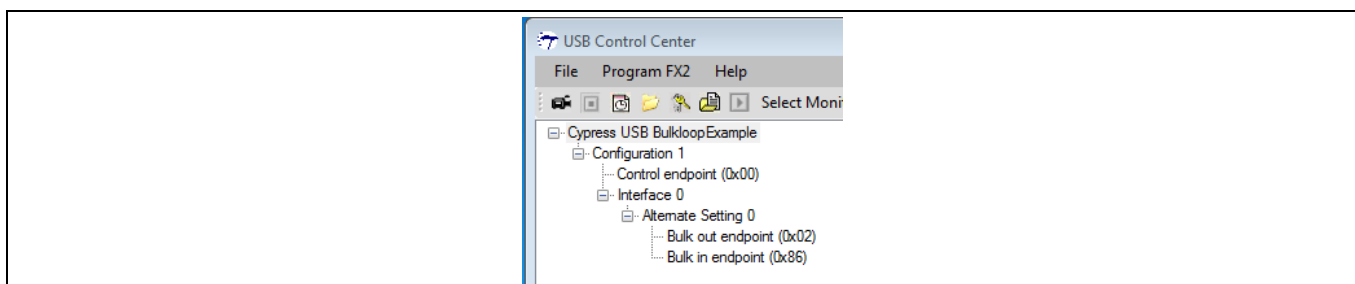 USB Control Center
File Program FX2 Help
Select Moni
Cypress USB BulkloopExample
Configuration 1
Control endpoint (0x00)
Interface 0
Alternate Setting 0
Bulk out endpoint (0x02)
Bulk in endpoint (0x86)